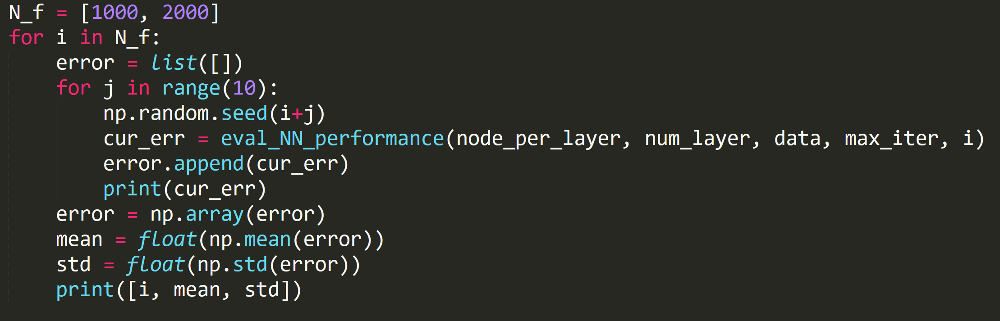 N_f = [1000, 2000]
for i in N_f:
    error = list([])
    for j in range(10):
        np.random.seed(i+j)
        cur_err = eval_NN_performance(node_per_layer, num_layer, data, max_iter, i)
        error.append(cur_err)
        print(cur_err)
    error = np.array(error)
    mean = float(np.mean(error))
    std = float(np.std(error))
    print([i, mean, std])